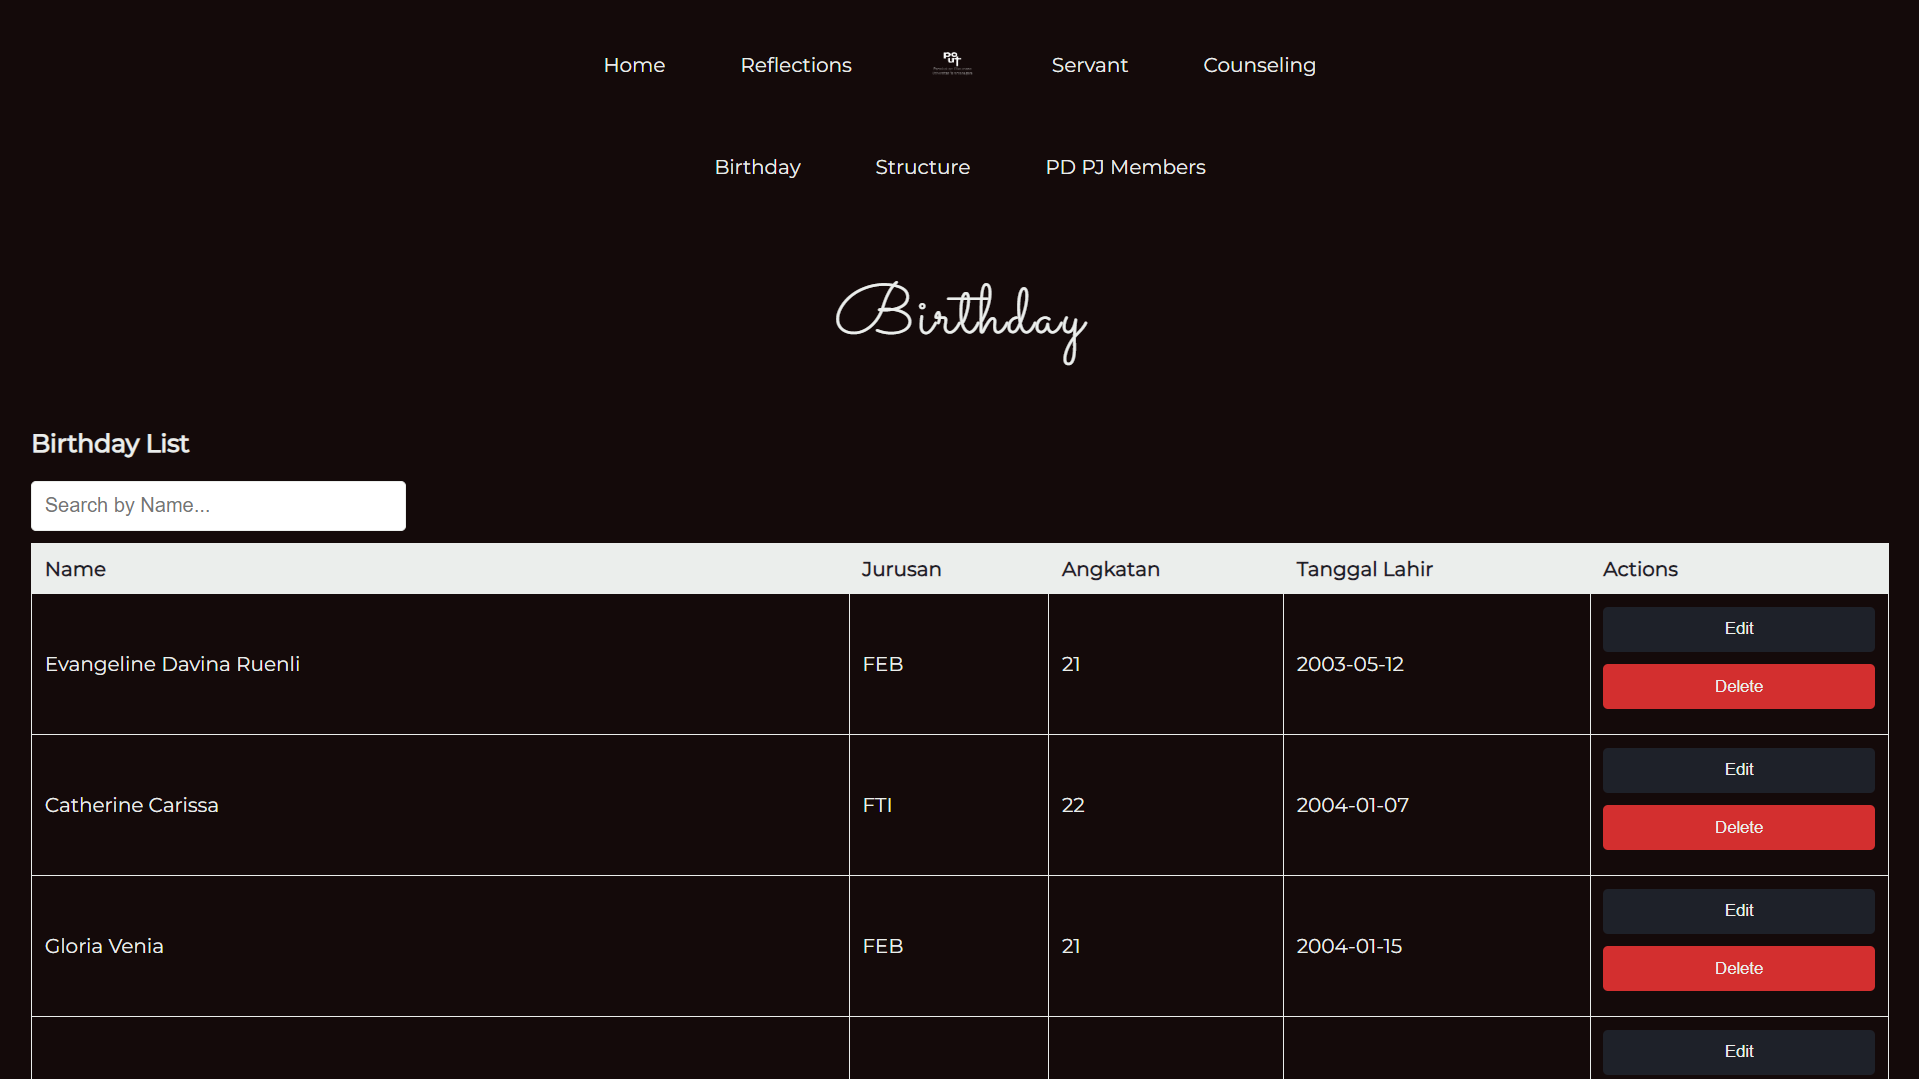 Home Reflections Servant Counseling
Birthday Structure PD PJ Members
Birthday
Birthday List
Search by Name...
Name Jurusan Angkatan Tanggal Lahir Actions
Edit
Evangeline Davina Ruenli FEB 21 2003-05-12
Delete
Edit
Catherine Carissa FTI 22 2004-01-07
Delete
Edit
Gloria Venia FEB 21 2004-01-15
Delete
Edit